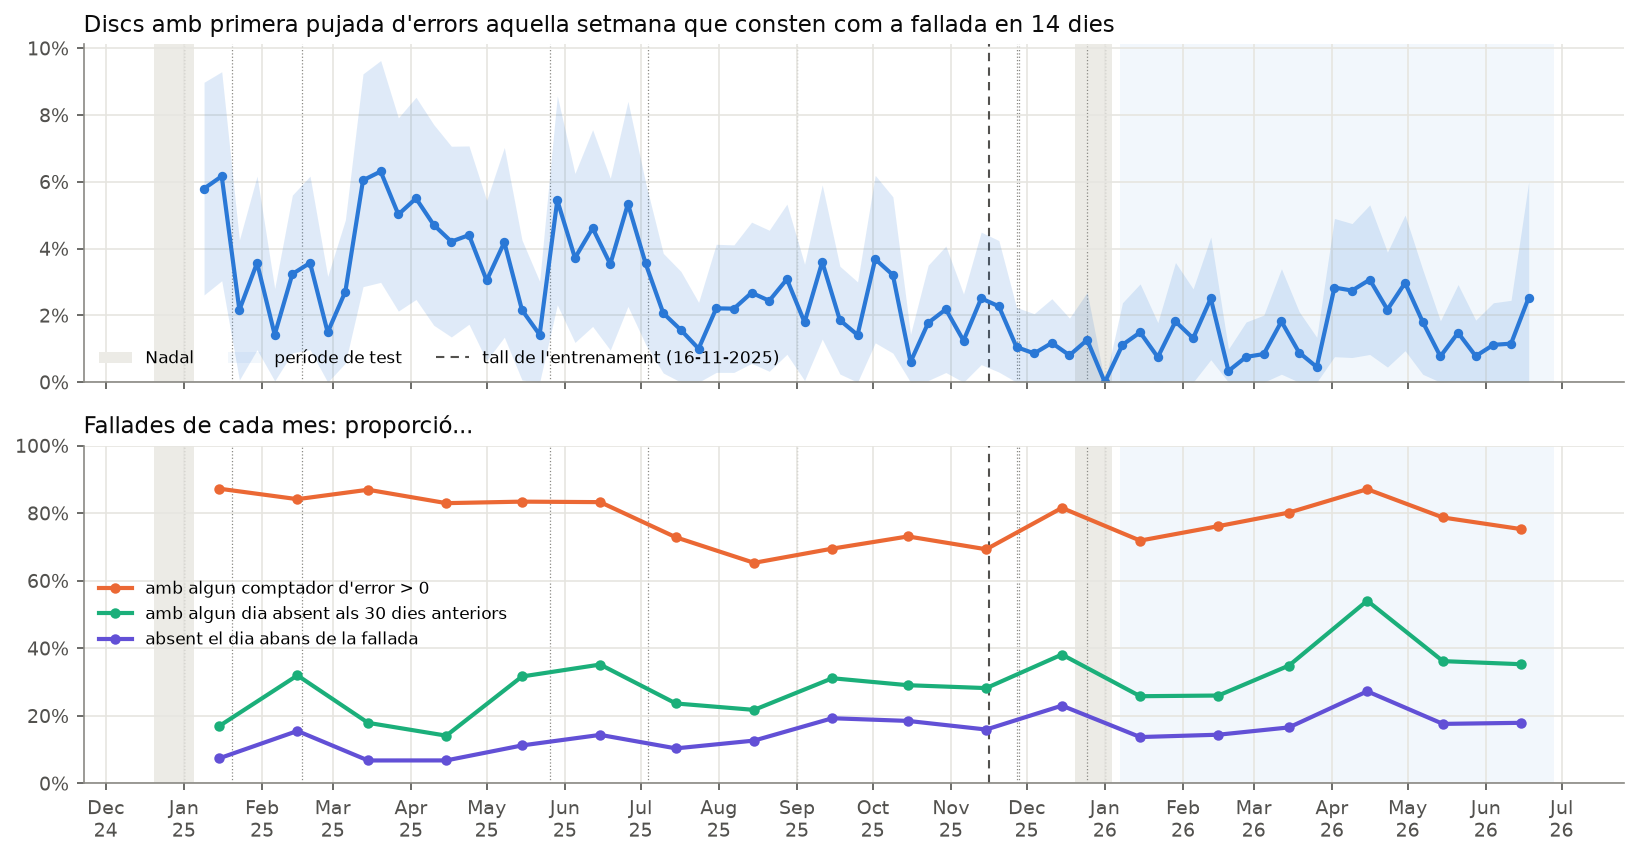 Discs amb primera pujada d'errors aquella setmana que consten com a fallada en 14 dies
10%
8%
6%
4%
2%
0%
Nadal
període de test
tall de l'entrenament (16-11-2025)
Fallades de cada mes: proporció...
100%
80%
60%
40%
20%
0%
amb algun comptador d'error > 0
amb algun dia absent als 30 dies anteriors
absent el dia abans de la fallada
Dec Jan Feb Mar Apr May Jun Jul Aug Sep Oct Nov Dec Jan Feb Mar Apr May Jun Jul
24 25 25 25 25 25 25 25 25 25 25 25 25 26 26 26 26 26 26 26